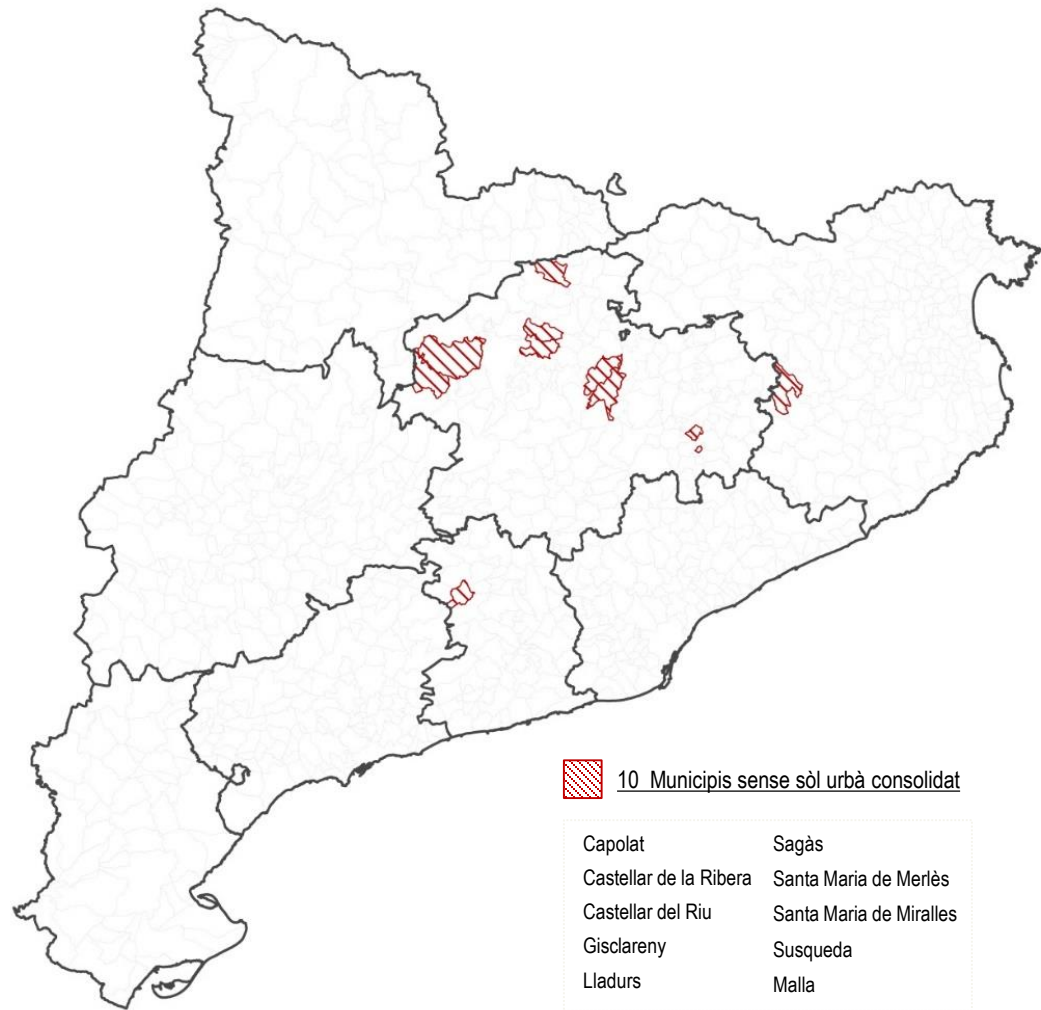 10 Municipis sense sòl urbà consolidat
Capolat
Castellar de la Ribera
Castellar del Riu
Gisclareny
Lladurs
Sagàs
Santa Maria de Merlès
Santa Maria de Miralles
Susqueda
Malla